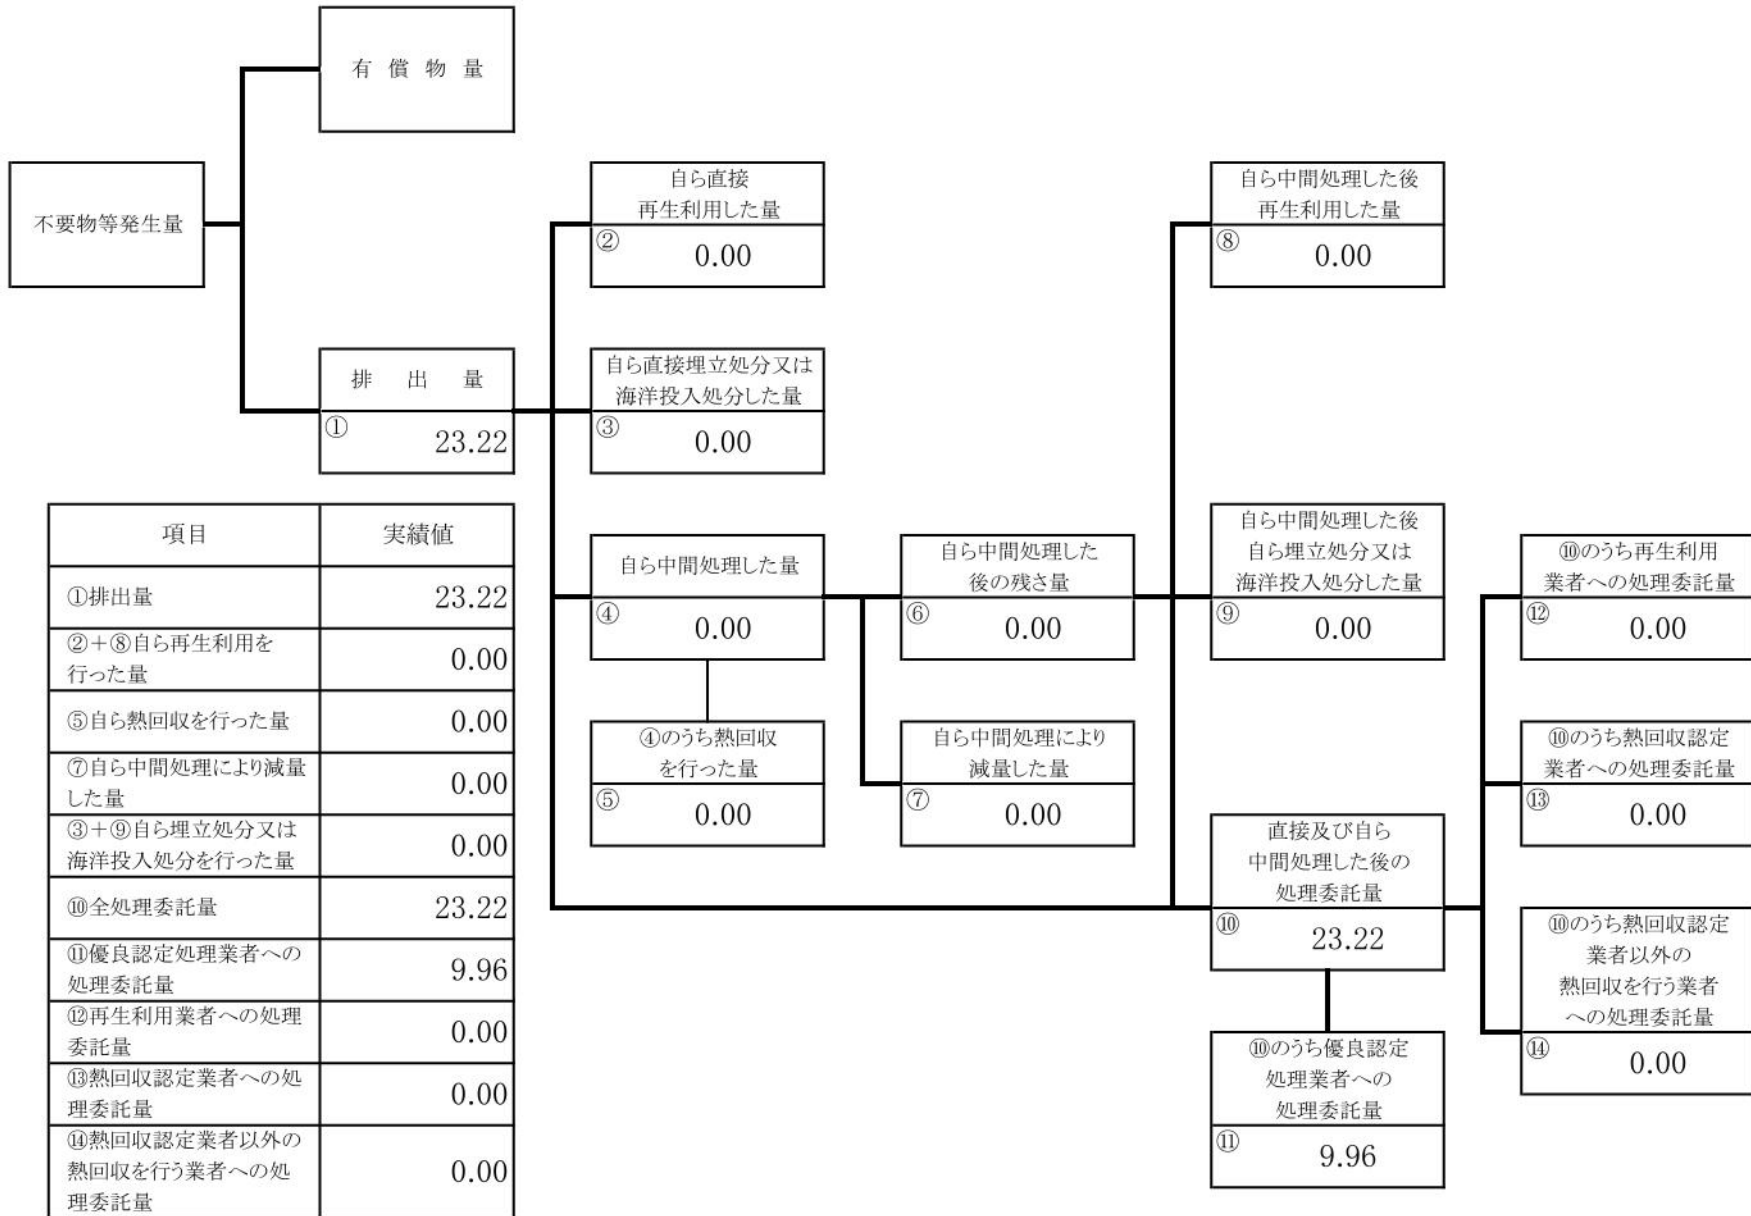 有 償 物 量
不要物等発生量
自ら直接
再生利用した量
②
0.00
自ら中間処理した後
再生利用した量
⑧
0.00
排 出 量
①
23.22
自ら直接埋立処分又は
海洋投入処分した量
③
0.00
自ら中間処理した量
④
0.00
自ら中間処理した
後の残さ量
⑥
0.00
自ら中間処理した後
自ら埋立処分又は
海洋投入処分した量
⑨
0.00
⑩のうち再生利用
業者への処理委託量
⑫
0.00
④のうち熱回収
を行った量
⑤
0.00
自ら中間処理により
減量した量
⑦
0.00
⑩のうち熱回収認定
業者への処理委託量
⑬
0.00
直接及び自ら
中間処理した後の
処理委託量
⑩
23.22
⑩のうち熱回収認定
業者以外の
熱回収を行う業者
への処理委託量
⑭
0.00
⑩のうち優良認定
処理業者への
処理委託量
⑪
9.96
項目 実績値
①排出量 23.22
②＋⑧自ら再生利用を
行った量 0.00
⑤自ら熱回収を行った量 0.00
⑦自ら中間処理により減量
した量 0.00
③＋⑨自ら埋立処分又は
海洋投入処分を行った量 0.00
⑩全処理委託量 23.22
⑪優良認定処理業者への
処理委託量 9.96
⑫再生利用業者への処理
委託量 0.00
⑬熱回収認定業者への処
理委託量 0.00
⑭熱回収認定業者以外の
熱回収を行う業者への処 0.00
理委託量